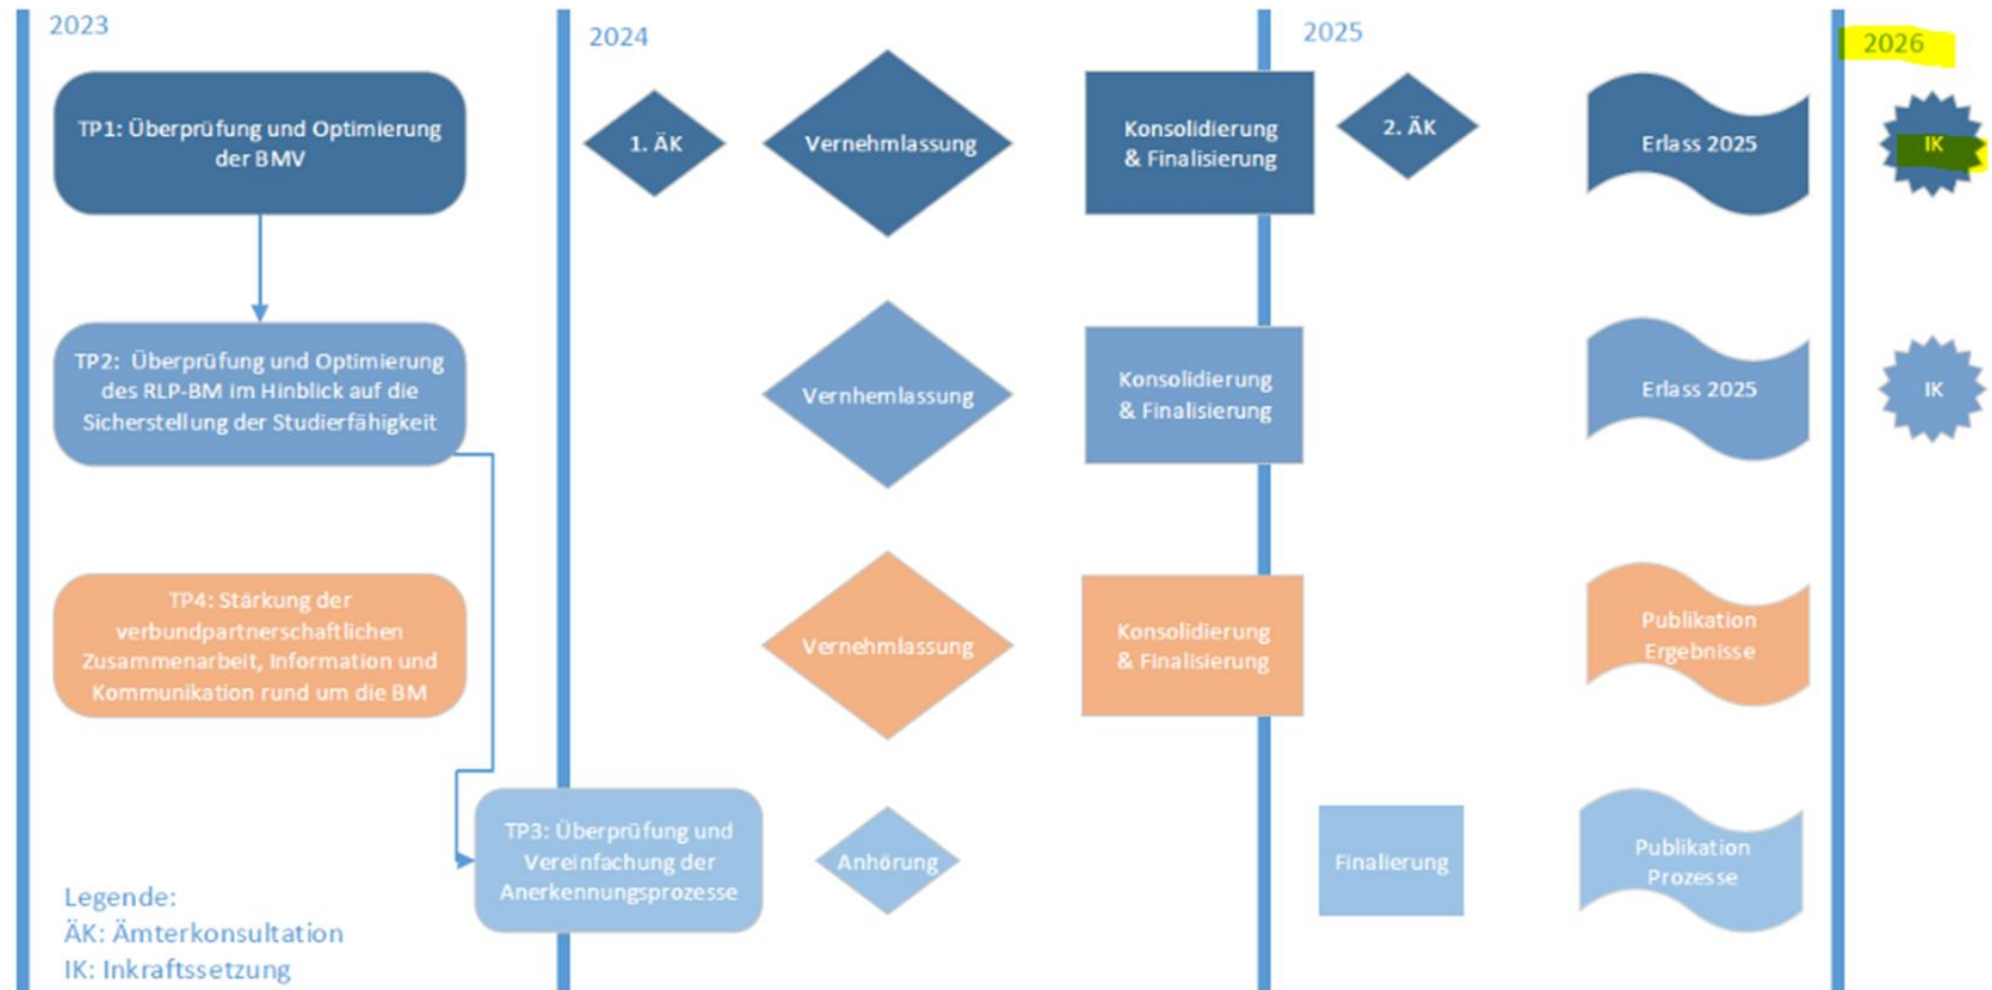 2023
2024
2025
2026
TP1: Überprüfung und Optimierung
der BMV
1. ÄK
Vernehmlassung
Konsolidierung
& Finalisierung
2. ÄK
Erlass 2025
IK
TP2: Überprüfung und Optimierung
des RLP-BM im Hinblick auf die
Sicherstellung der Studierfähigkeit
Vernhemlassung
Konsolidierung
& Finalisierung
Erlass 2025
IK
TP4: Stärkung der
verbundpartnerschaftlichen
Zusammenarbeit, Information und
Kommunikation rund um die BM
Vernehmlassung
Konsolidierung
& Finalisierung
Publikation
Ergebnisse
TP3: Überprüfung und
Vereinfachung der
Anerkennungsprozesse
Anhörung
Finalierung
Publikation
Prozesse
Legende:
ÄK: Ämterkonsultation
IK: Inkraftssetzung